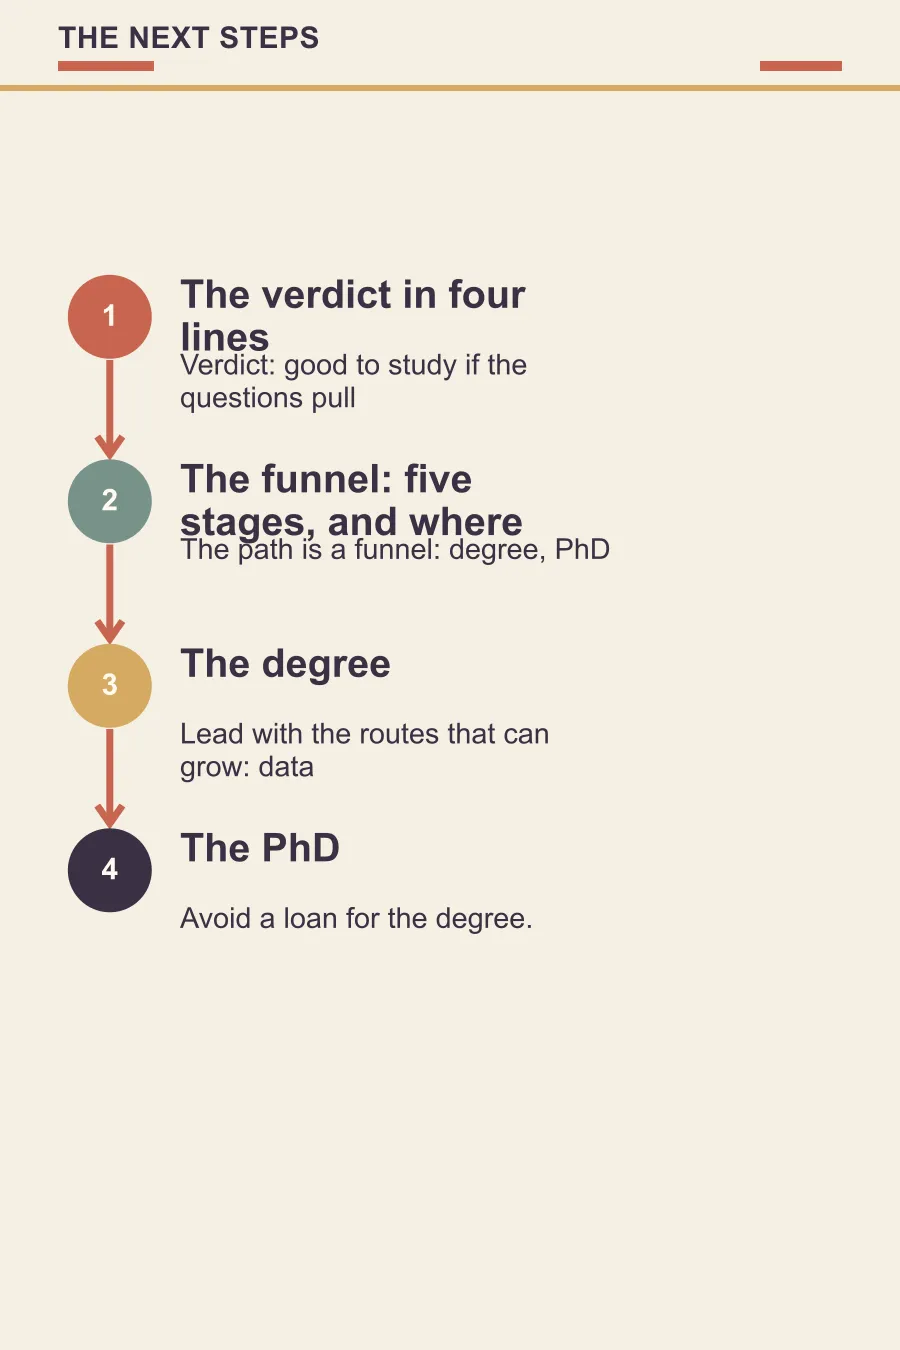 THE NEXT STEPS
1
The verdict in four
lines
Verdict: good to study if the
questions pull
2
The funnel: five
stages, and where
The path is a funnel: degree, PhD
3
The degree
Lead with the routes that can
grow: data
4
The PhD
Avoid a loan for the degree.